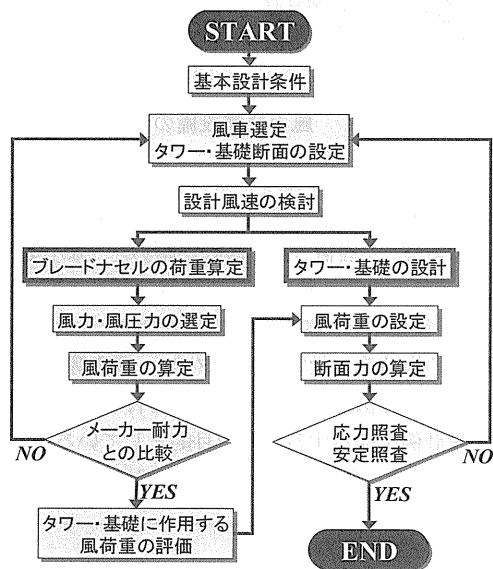 START
基本設計条件
風車選定
タワー・基礎断面の設定
設計風速の検討
ブレードナセルの荷重算定
タワー・基礎の設計
風力・風圧力の選定
風荷重の設定
風荷重の算定
断面力の算定
メーカー耐力
との比較
応力照査
安定照査
NO
NO
YES
YES
タワー・基礎に作用する
風荷重の評価
END